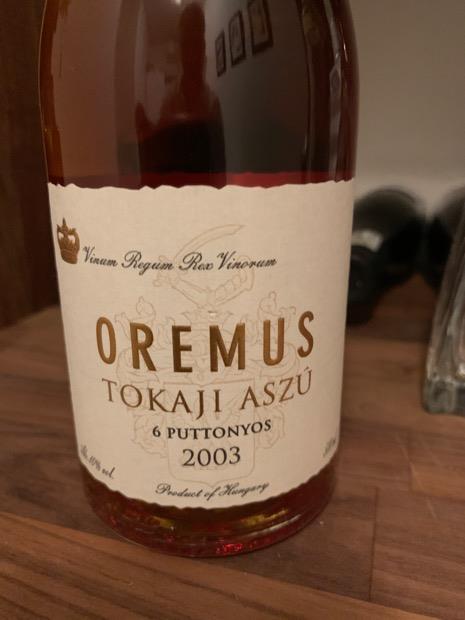 Vinum Regum Rex Vinorum
OREMUS
TOKAJI ASZÚ
6 PUTTONYOS
2003
Product of Hungary